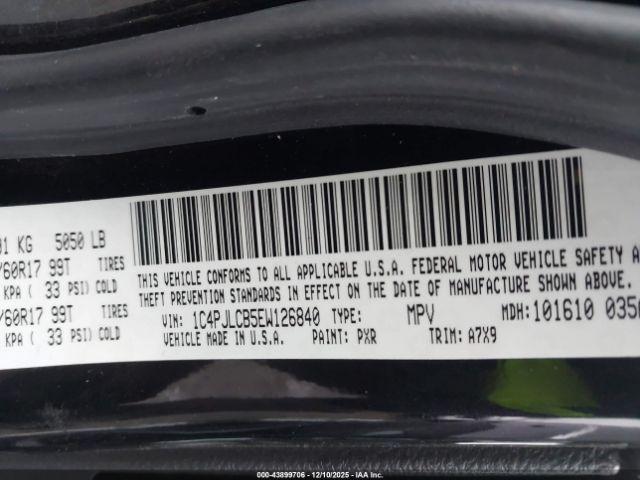 01 KG 5050 LB
/60R17 99T TIRES
KPA ( 33 PSI) COLD
/60R17 99T TIRES
KPA ( 33 PSI) COLD
THIS VEHICLE CONFORMS TO ALL APPLICABLE U.S.A. FEDERAL MOTOR VEHICLE SAFETY A
THEFT PREVENTION STANDARDS IN EFFECT ON THE DATE OF MANUFACTURE SHOWN ABOVE.
VIN: 1C4PJLCB5EW126840 TYPE: MPV MDH: 101610 035
VEHICLE MADE IN U.S.A. PAINT: PXR TRIM: A7X9
000-43899706 - 12/10/2025 - IAA Inc.